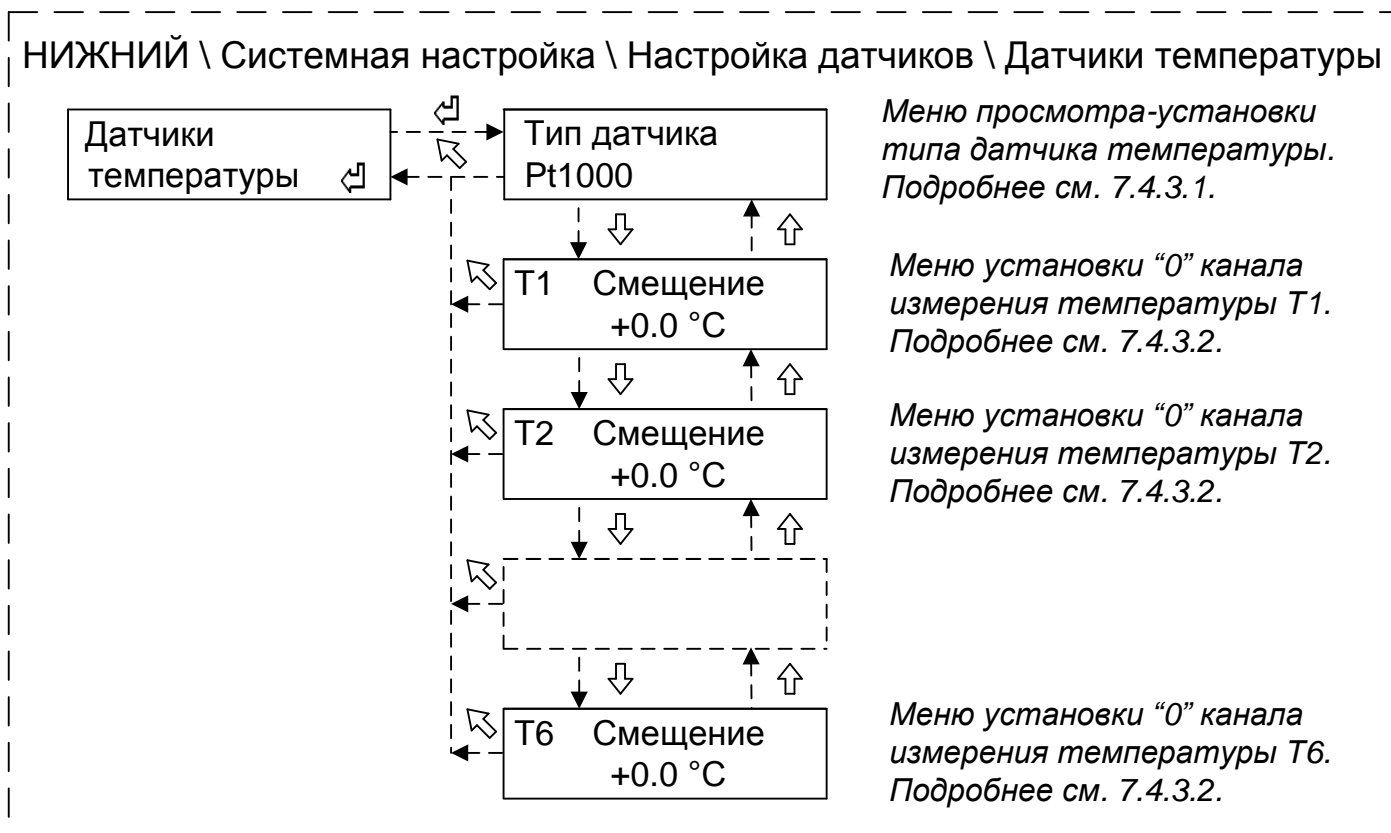 НИЖНИЙ \ Системная настройка \ Настройка датчиков \ Датчики температуры
Датчики
температуры
Тип датчика
Pt1000
Меню просмотра-установки
типа датчика температуры.
Подробнее см. 7.4.3.1.
T1 Смещение
+0.0 °C
Меню установки “0” канала
измерения температуры Т1.
Подробнее см. 7.4.3.2.
T2 Смещение
+0.0 °C
Меню установки “0” канала
измерения температуры Т2.
Подробнее см. 7.4.3.2.
T6 Смещение
+0.0 °C
Меню установки “0” канала
измерения температуры Т6.
Подробнее см. 7.4.3.2.